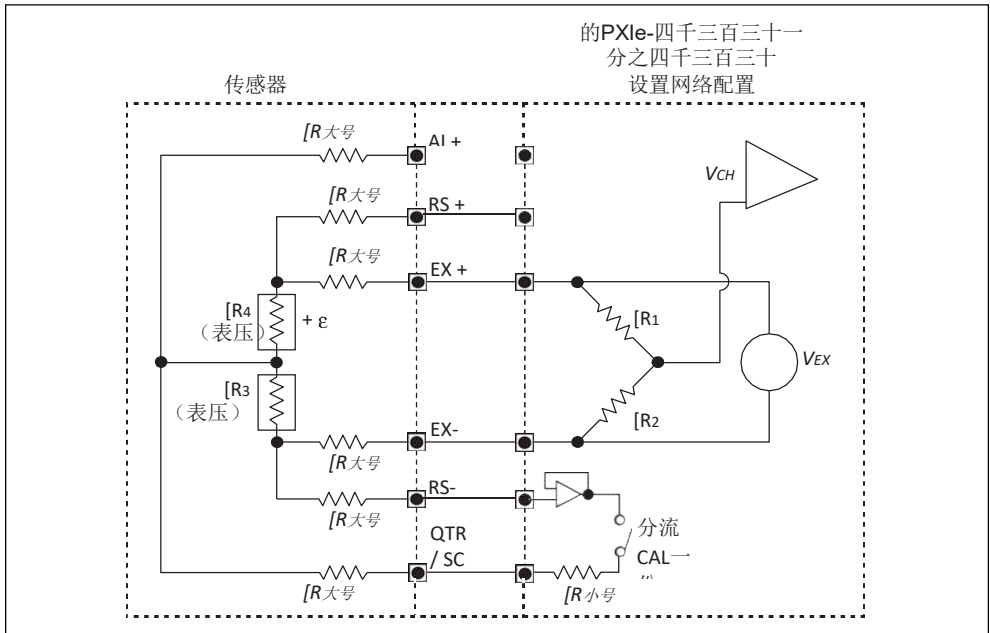 的PXIe-四千三百三十一
分之四千三百三十
设置网络配置
传感器
[R大号
AI +
VCH
[R大号
RS +
[R大号
EX +
[R4
（表压）
+ ε
[R1
VEX
[R3
（表压）
[R2
EX-
[R大号
RS-
[R大号
QTR
/ SC
分流
CAL一
[R大号
[R小号